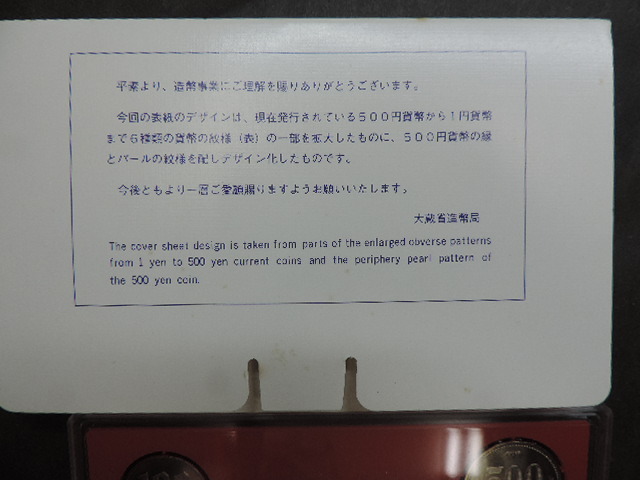 平素より、造幣事業にご理解を賜りありがとうございます。
今回の表紙のデザインは、現在発行されている５００円貨幣から１円貨幣
まで６種類の貨幣の紋様（表）の一部を拡大したものに、５００円貨幣の縁
とパールの紋様を配しデザイン化したものです。
今後ともより一層ご愛顧賜りますようお願いいたします。
大蔵省造幣局
The cover sheet design is taken from parts of the enlarged obverse patterns
from 1 yen to 500 yen current coins and the periphery pearl pattern of
the 500 yen coin.
100
500